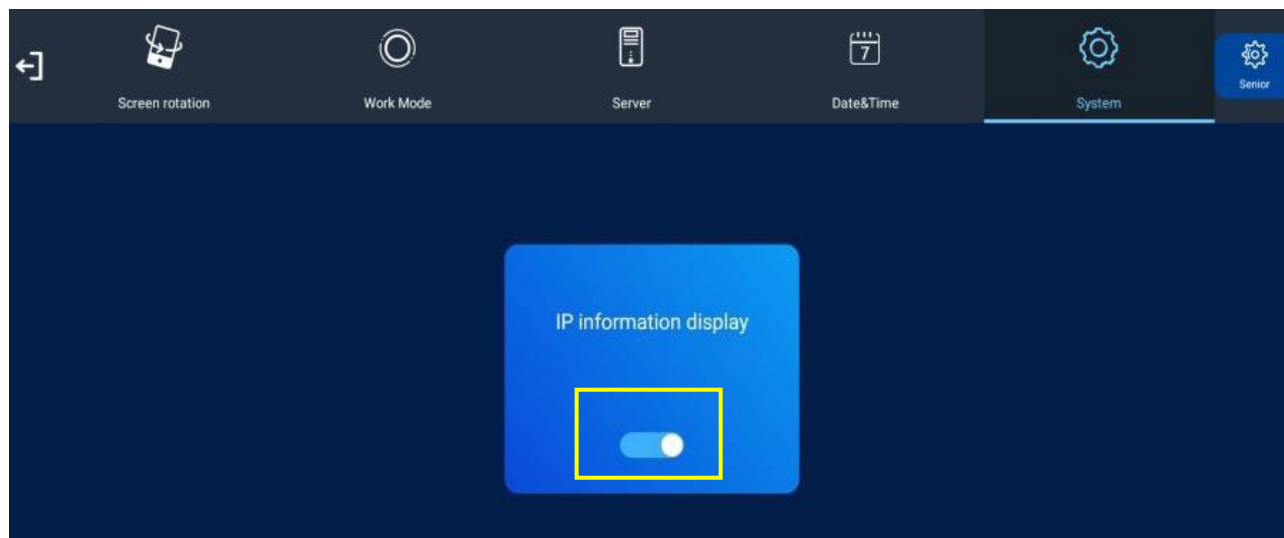 Screen rotation
Work Mode
Server
7
Date&Time
System
Senior
IP information display